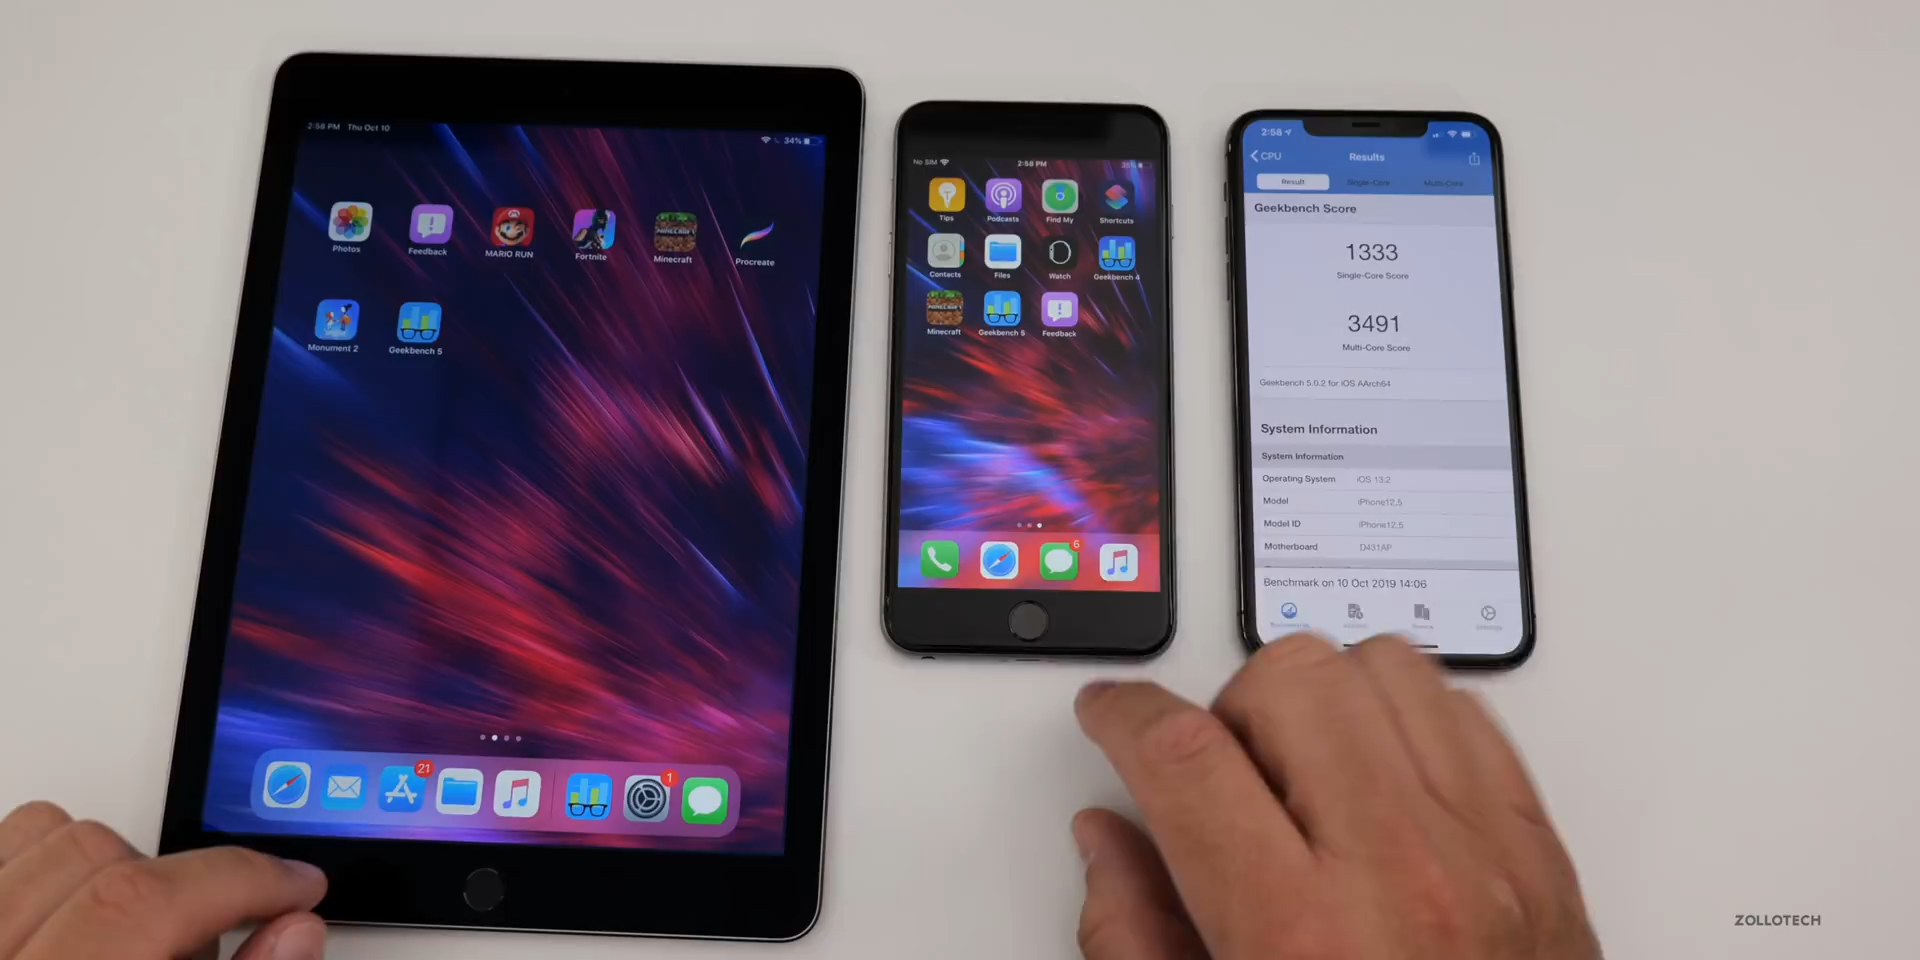 2:58 PM Thu Oct 10
34%
Photos
Feedback
MARIO RUN
Fortnite
MINECRAFT
Minecraft
Procreate
Monument 2
Geekbench 5
21
1
No SIM
2:58 PM
Tips
Podcasts
Find My
Shortcuts
Contacts
Files
Watch
Geekbench 4
MINECRAFT
Minecraft
Geekbench 5
Feedback
6
2:58
CPU
Results
Result
Single-Core
Multi-Core
Geekbench Score
1333
Single-Core Score
3491
Multi-Core Score
Geekbench 5.0.2 for iOS AArch64
System Information
System Information
Operating System iOS 13.2
Model iPhone12,5
Model ID iPhone12,5
Motherboard D431AP
Benchmark on 10 Oct 2019 14:06
ZOLLOTECH